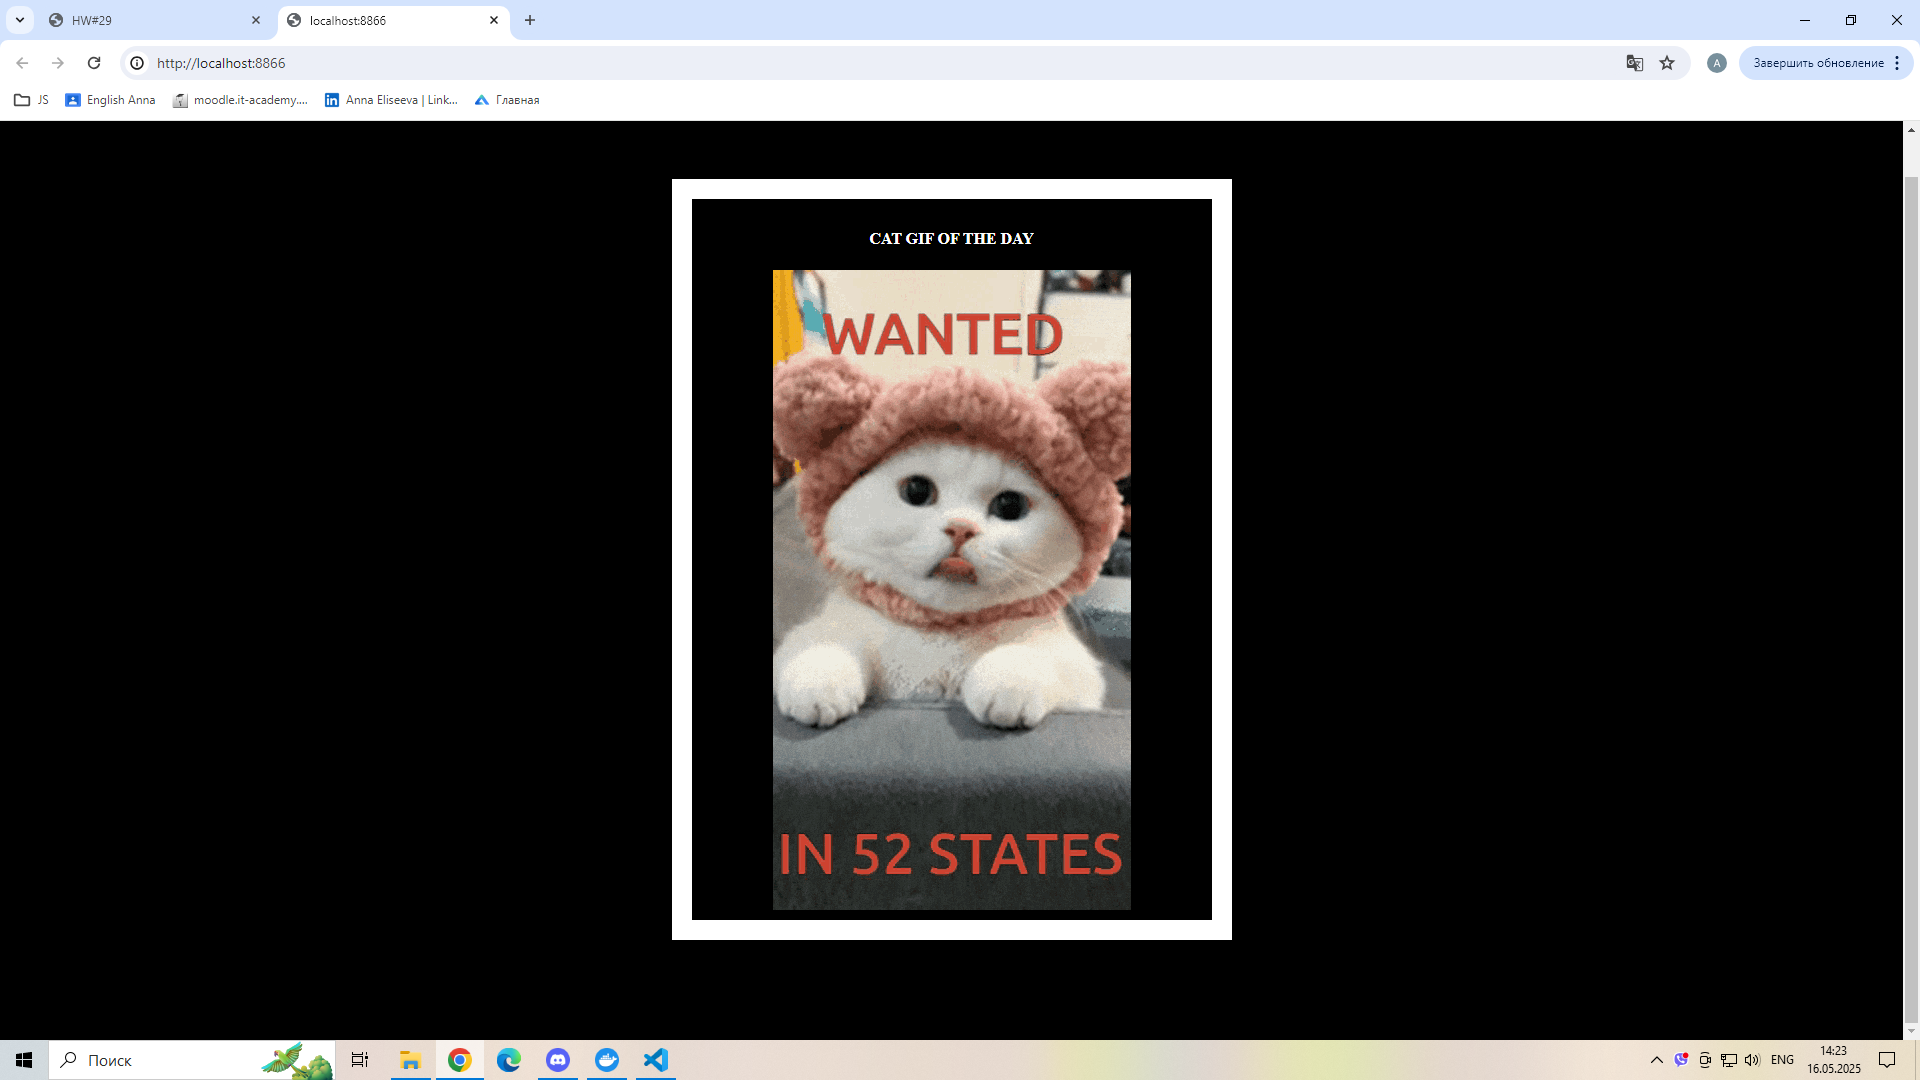 HW#29
localhost:8866
http://localhost:8866
A
Завершить обновление
JS
English Anna
moodle.it-academy....
Anna Eliseeva | Link...
Главная
CAT GIF OF THE DAY
WANTED
IN 52 STATES
Поиск
ENG
14:23
16.05.2025